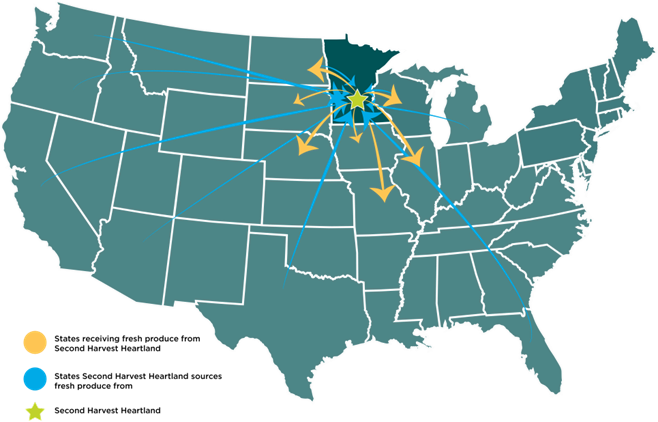 States receiving fresh produce from
Second Harvest Heartland
States Second Harvest Heartland sources
fresh produce from
Second Harvest Heartland